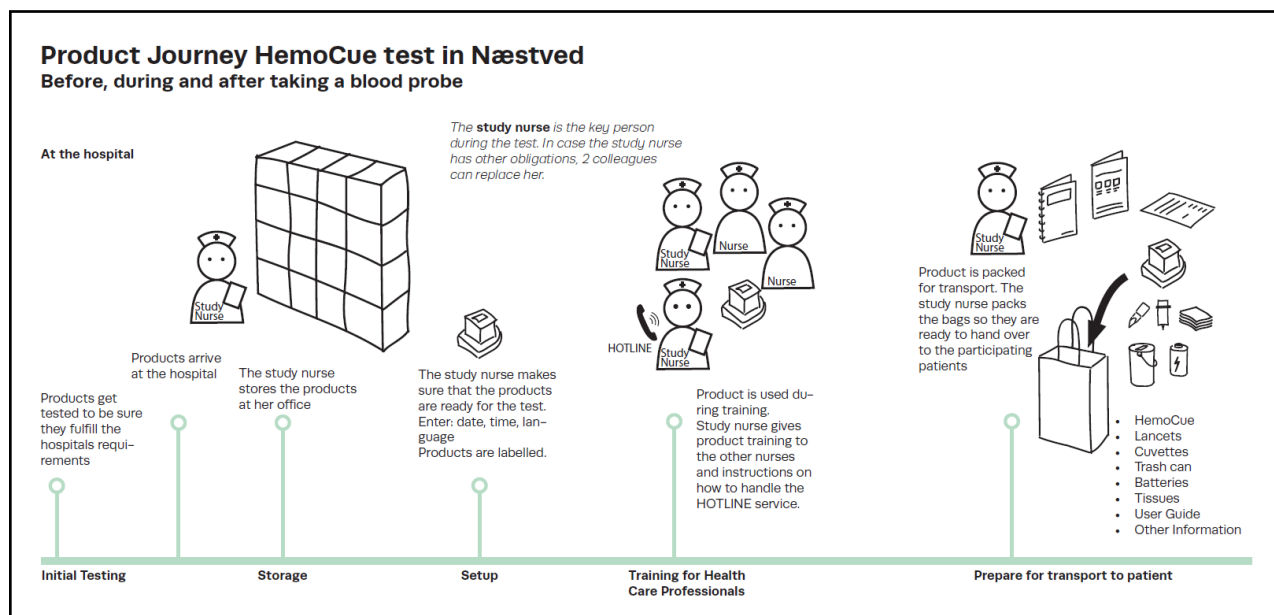 Product Journey HemoCue test in Næstved
Before, during and after taking a blood probe
At the hospital
The study nurse is the key person
during the test. In case the study nurse
has other obligations, 2 colleagues
can replace her.
Study
Nurse
Study
Nurse
Nurse
Nurse
HOTLINE
Study
Nurse
Study
Nurse
Products get
tested to be sure
they fulfill the
hospitals requi-
rements
Products arrive
at the hospital
The study nurse
stores the products
at her office
The study nurse makes
sure that the products
are ready for the test.
Enter: date, time, lan-
guage
Products are labelled.
Product is used du-
ring training.
Study nurse gives
product training to
the other nurses
and instructions on
how to handle the
HOTLINE service.
Product is packed
for transport. The
study nurse packs
the bags so they are
ready to hand over
to the participating
patients
• HemoCue
• Lancets
• Cuvettes
• Trash can
• Batteries
• Tissues
• User Guide
• Other Information
Initial Testing
Storage
Setup
Training for Health
Care Professionals
Prepare for transport to patient